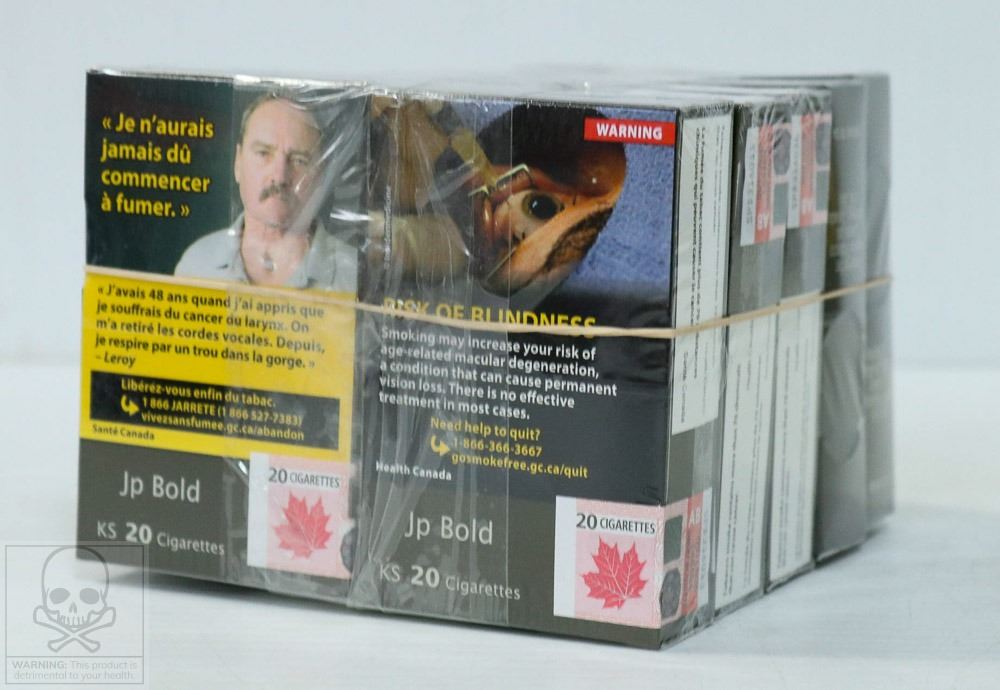 « Je n'aurais
jamais dû
commencer
à fumer. »
« J'avais 48 ans quand j'ai appris que
je souffrais du cancer du larynx. On
m'a retiré les cordes vocales. Depuis,
je respire par un trou dans la gorge. »
– Leroy
Libérez-vous enfin du tabac.
1 866 JARRETE (1 866 527-7383)
vivezsansfumee.gc.ca/abandon
Santé Canada
20 CIGARETTES
Jp Bold
KS 20 Cigarettes
WARNING
RISK OF BLINDNESS
Smoking may increase your risk of
age-related macular degeneration,
a condition that can cause permanent
vision loss. There is no effective
treatment in most cases.
Need help to quit?
1-866-366-3667
gosmokefree.gc.ca/quit
Health Canada
20 CIGARETTES
AB
Jp Bold
KS 20 Cigarettes
AB
AB
WARNING: This product is
detrimental to your health.